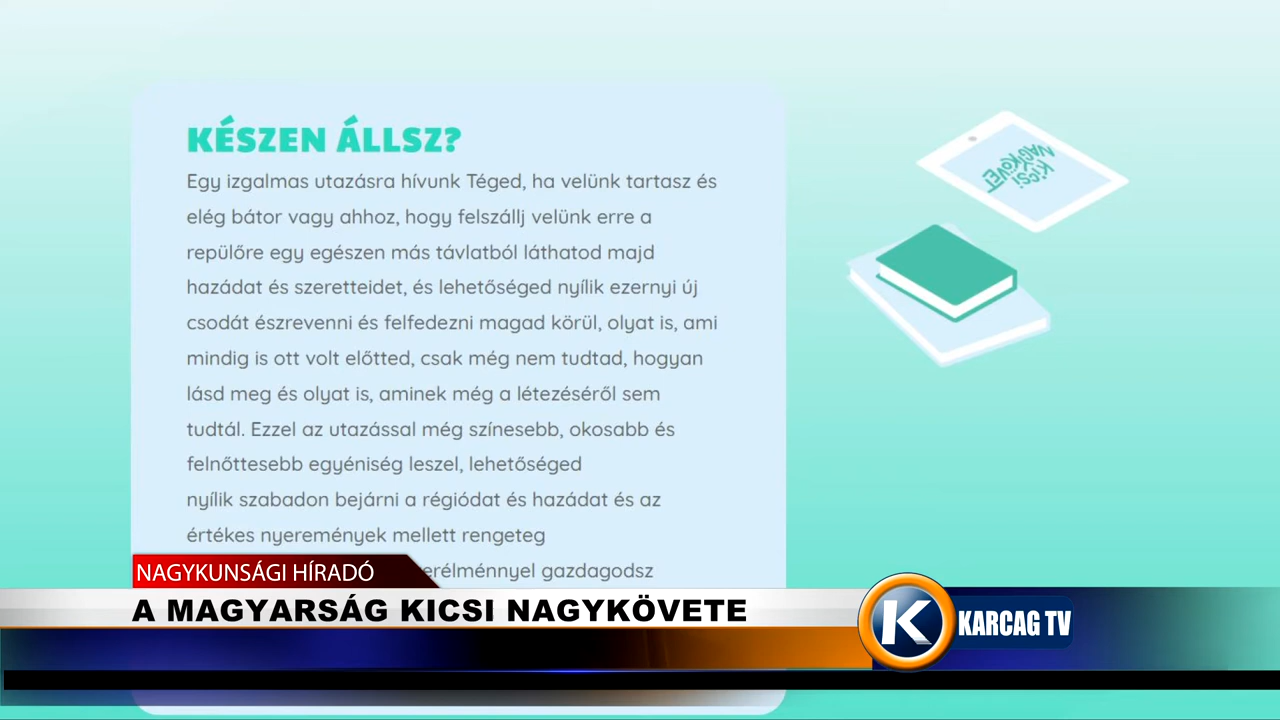 KÉSZEN ÁLLSZ?
Egy izgalmas utazásra hívunk Téged, ha velünk tartasz és
elég bátor vagy ahhoz, hogy felszállj velünk erre a
repülőre egy egészen más távlatból láthatod majd
hazádat és szeretteidet, és lehetőséged nyílik ezernyi új
csodát észrevenni és felfedezni magad körül, olyat is, ami
mindig is ott volt előtted, csak még nem tudtad, hogyan
lásd meg és olyat is, aminek még a létezéséről sem
tudtál. Ezzel az utazással még színesebb, okosabb és
felnőttesebb egyéniség leszel, lehetőséged
nyílik szabadon bejárni a régiódat és hazádat és az
értékes nyeremények mellett rengeteg
gazdagodsz
KICSI
NAGYKÖVET
NAGYKUNSÁGI HÍRADÓ
A MAGYARSÁG KICSI NAGYKÖVETE
K KARCAG TV